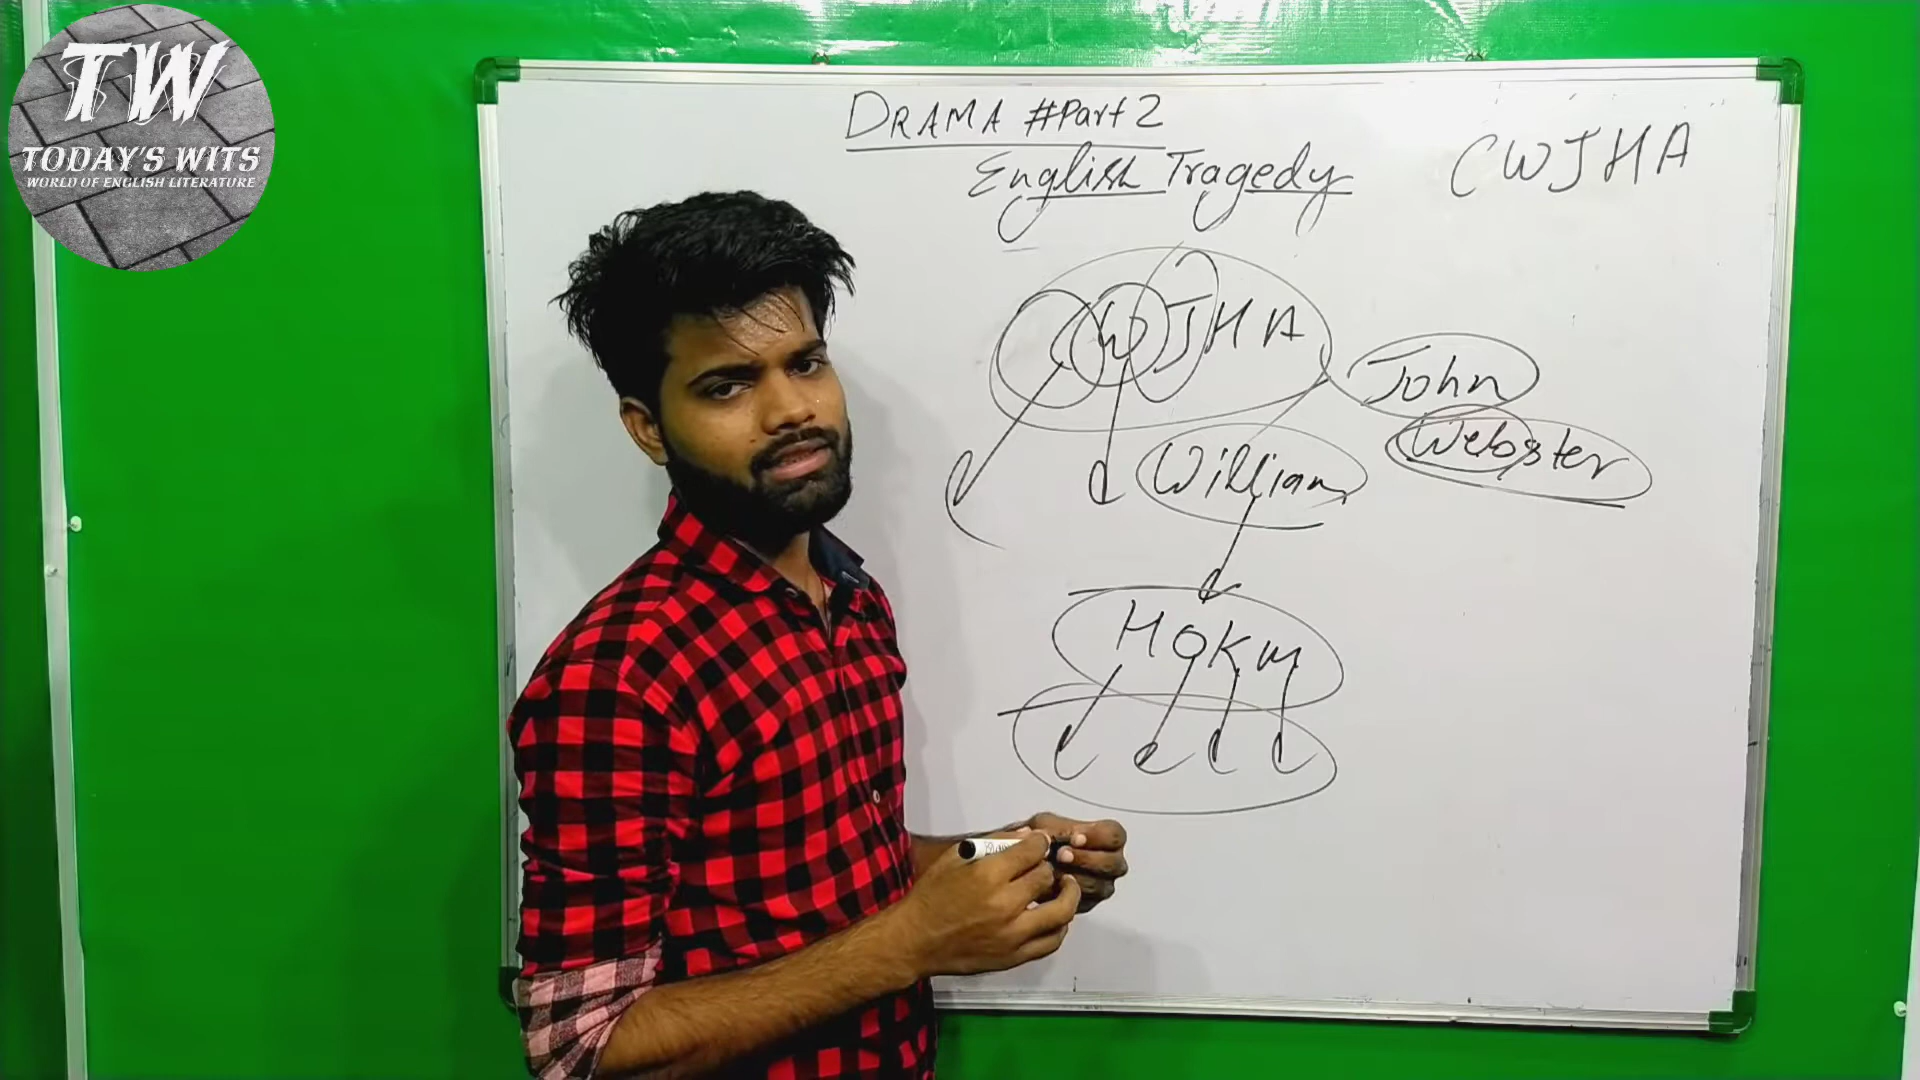 TW
TODAY'S WITS
WORLD OF ENGLISH LITERATURE
DRAMA #Part 2
English Tragedy
CWJHA
CWJHA
John
Webster
William
HOKM